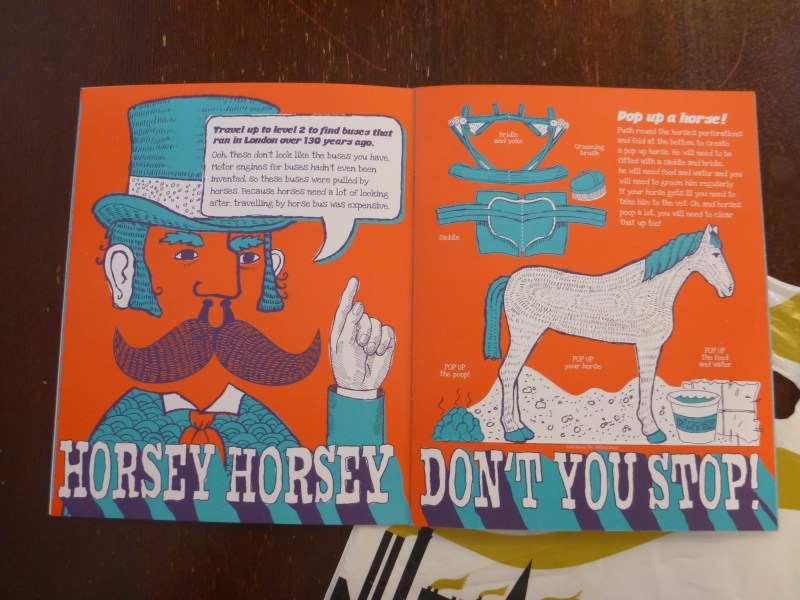 Travel up to level 2 to find buses that
ran in London over 130 years ago.
Ooh, these don't look like the buses you have.
Motor engines for buses hadn't even been
invented, so these buses were pulled by
horses. Because horses need a lot of looking
after, travelling by horse bus was expensive.
HORSEY HORSEY
Bridle
and yoke
Grooming
brush
Saddle
Pop up a horse!
Push round the horse's perforations
and fold at the bottom to create
a pop up horse. He will need to be
fitted with a saddle and bridle,
he will need food and water and you
will need to groom him regularly.
If your horse gets ill you need to
take him to the vet. Oh, and horses
poop a lot, you will need to clear
that up too!
POP UP
the poop!
POP UP
your horse
POP UP
the food
and water
DON'T YOU STOP!